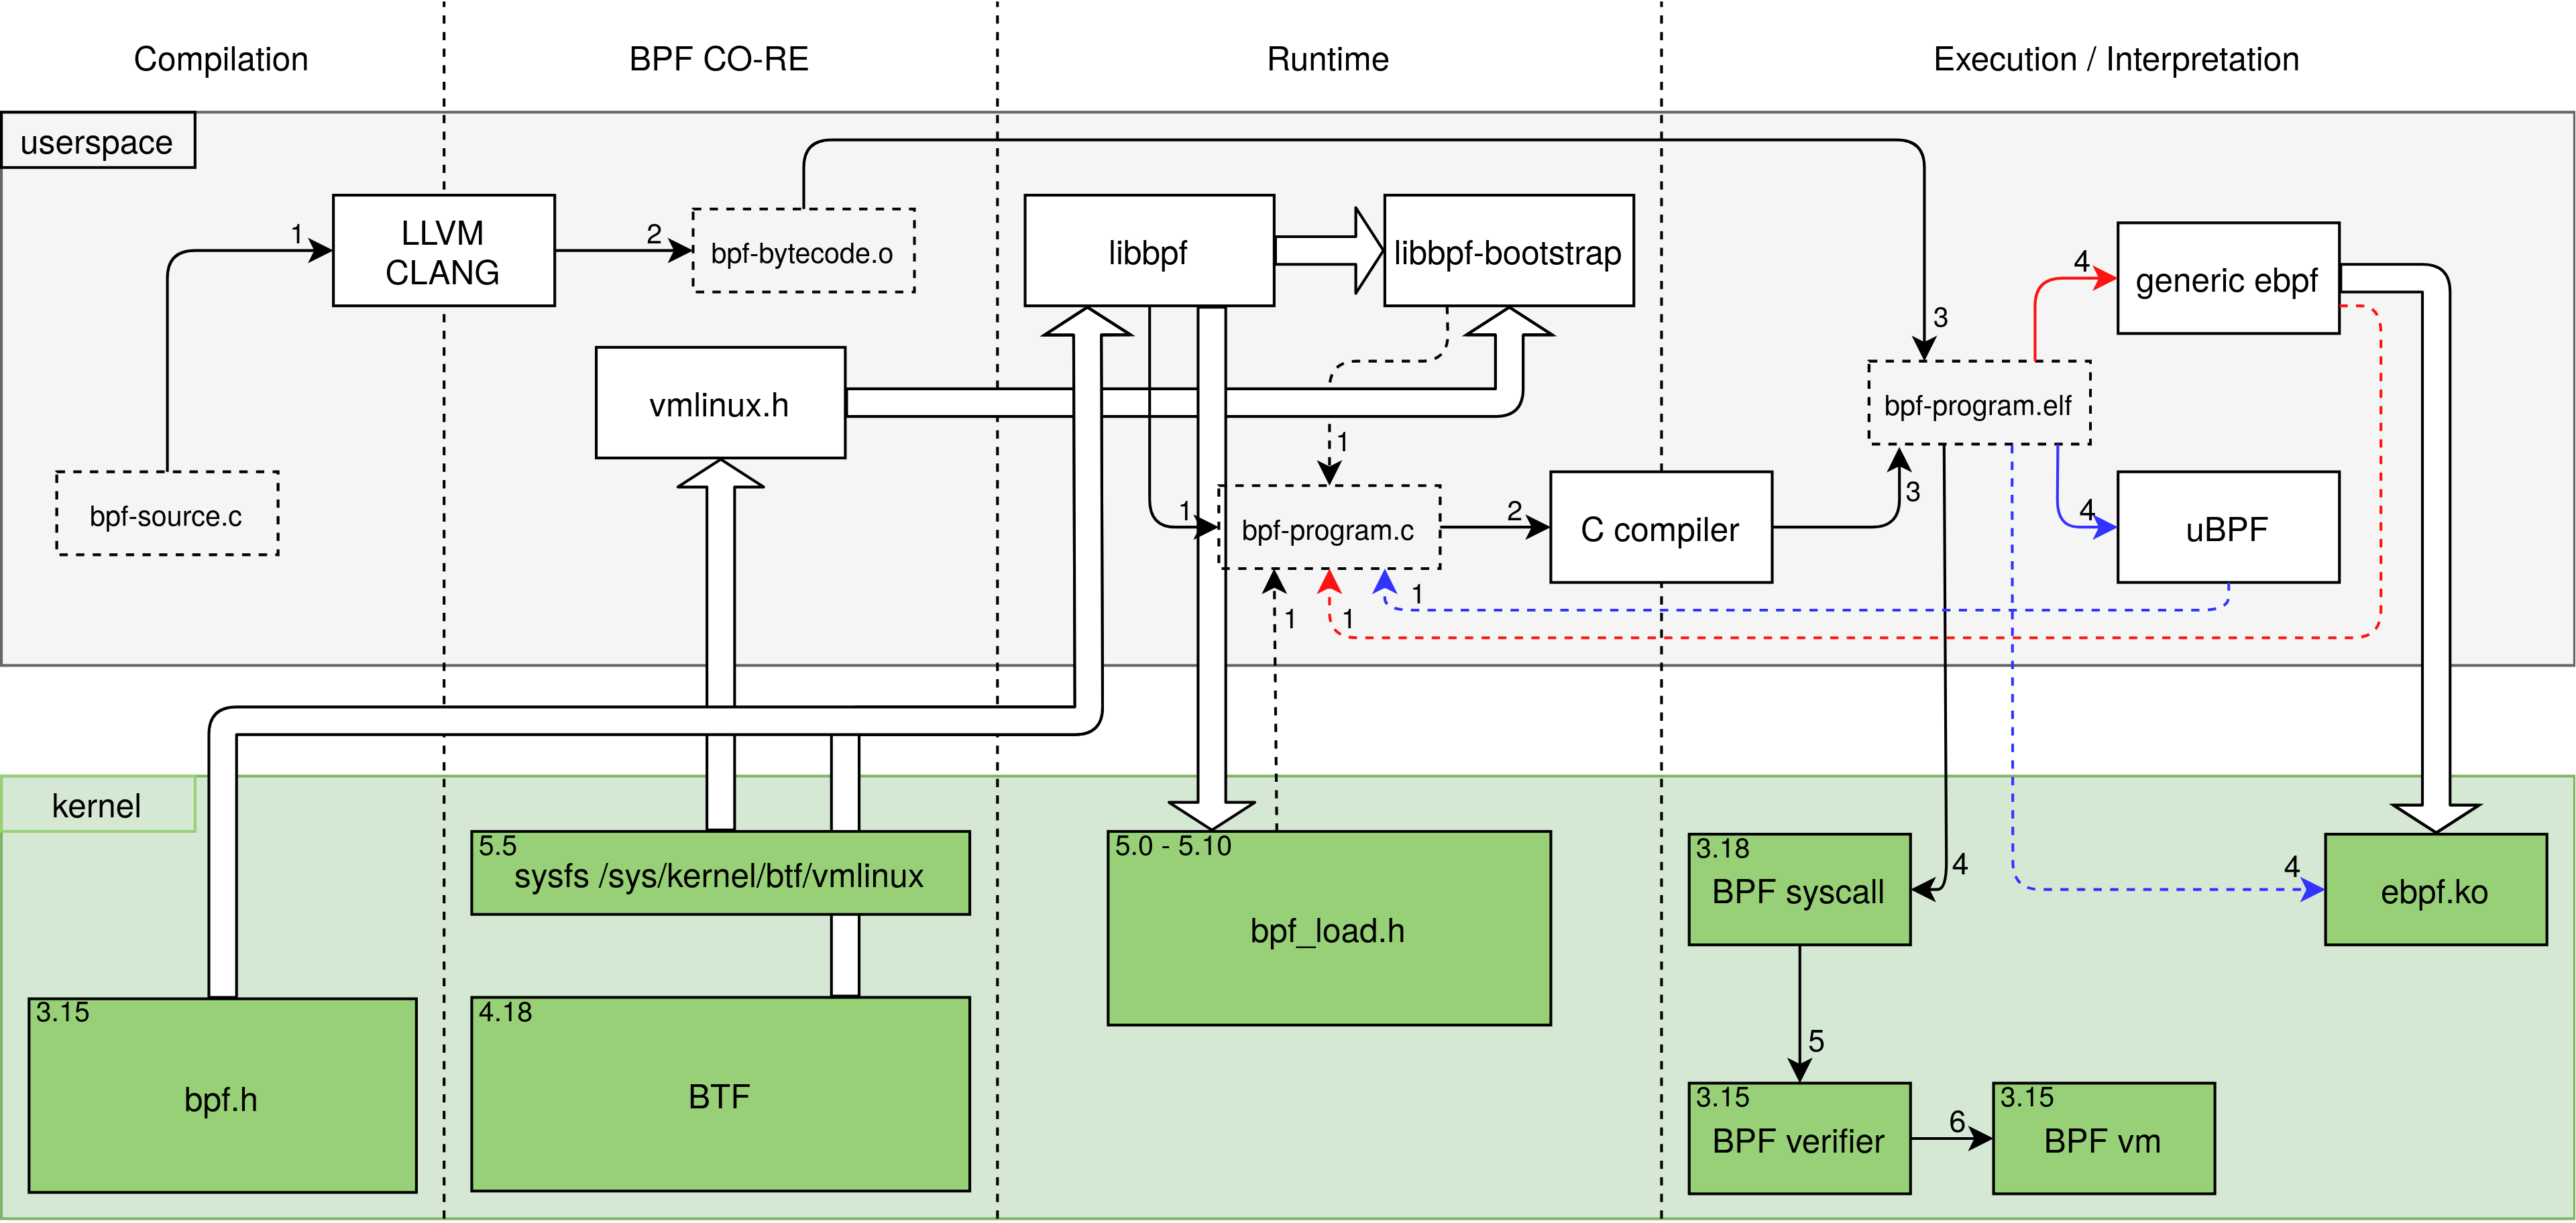 Compilation
BPF CO-RE
Runtime
Execution / Interpretation
userspace
1
LLVM
CLANG
2
bpf-bytecode.o
libbpf
libbpf-bootstrap
3
4
generic ebpf
vmlinux.h
bpf-program.elf
1
bpf-source.c
1
bpf-program.c
2
C compiler
3
4
uBPF
1
1
1
kernel
5.5
sysfs /sys/kernel/btf/vmlinux
5.0 - 5.10
bpf_load.h
3.18
BPF syscall
4
4
ebpf.ko
3.15
bpf.h
4.18
BTF
5
3.15
BPF verifier
6
3.15
BPF vm